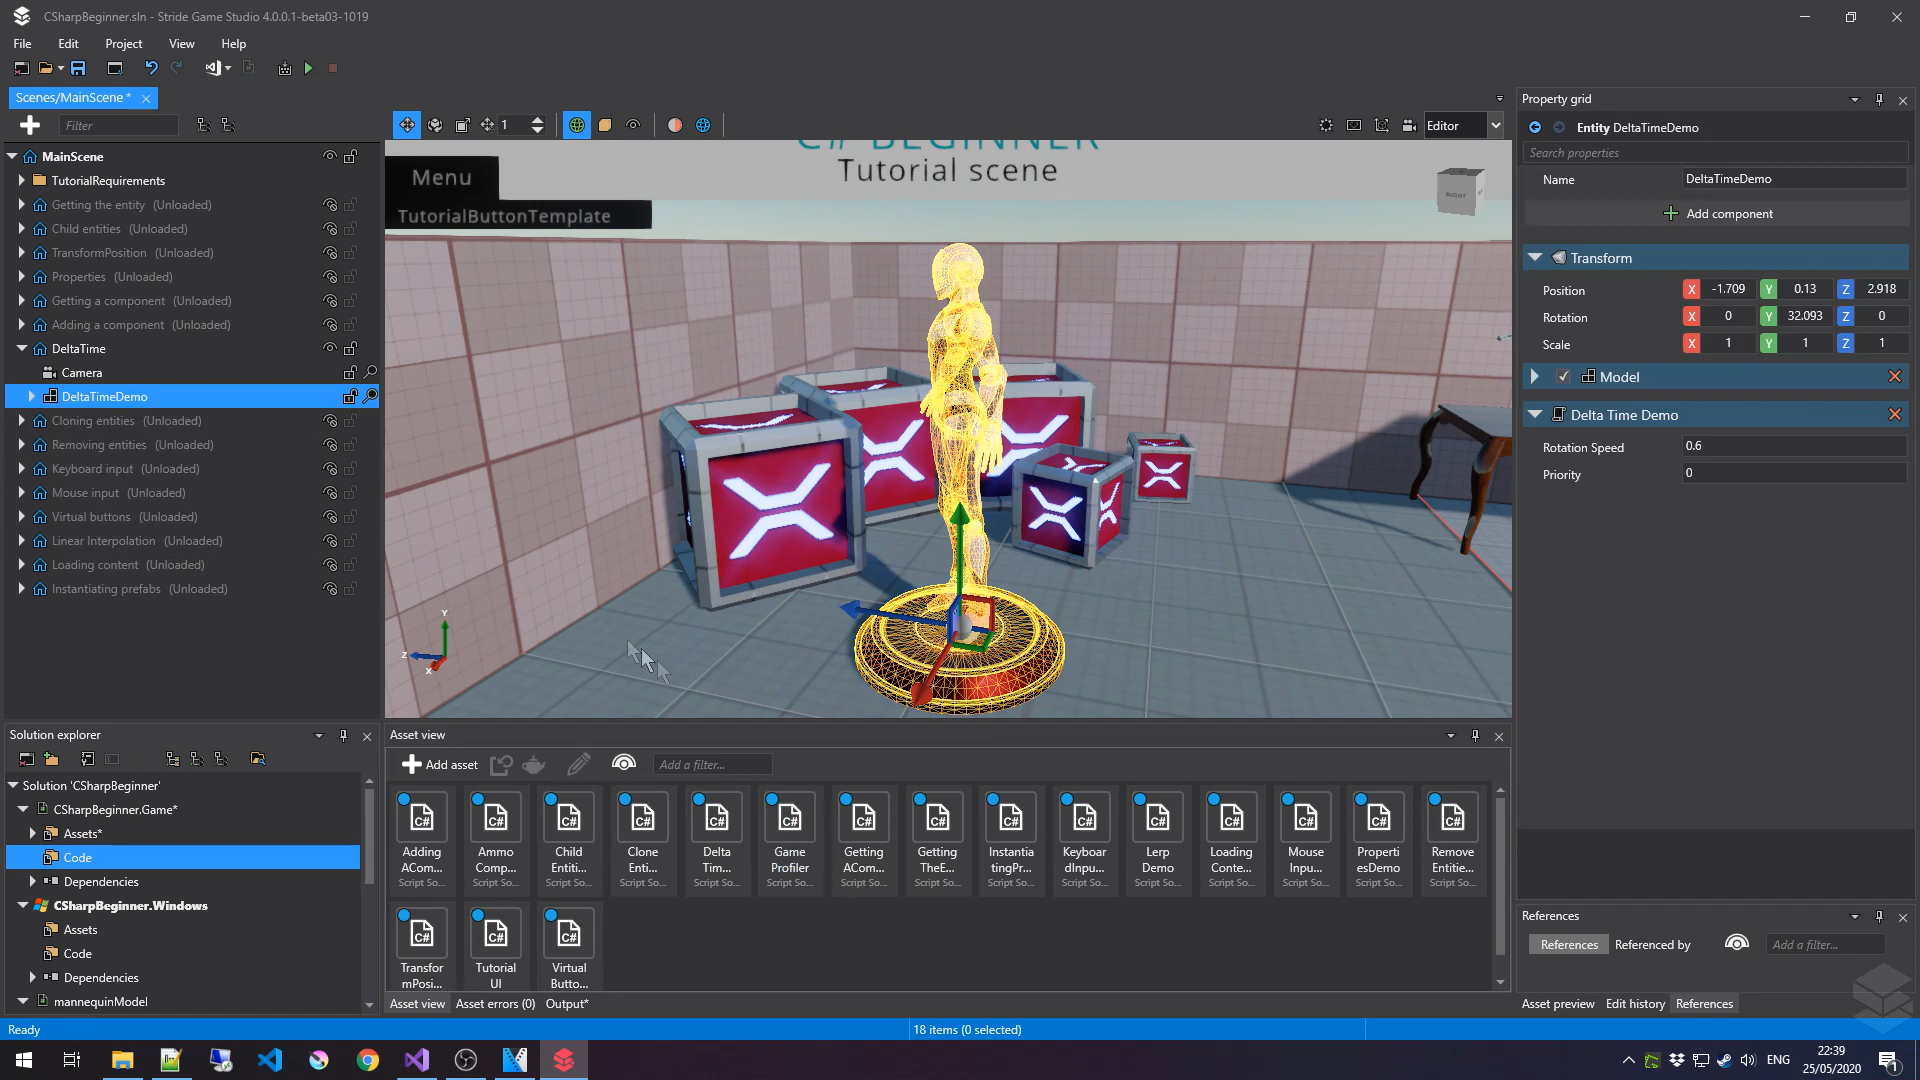 CSharpBeginner.sln - Stride Game Studio 4.0.0.1-beta03-1019
File Edit Project View Help
Scenes/MainScene *
Filter
1
Editor
MainScene
TutorialRequirements
Getting the entity (Unloaded)
Child entities (Unloaded)
TransformPosition (Unloaded)
Properties (Unloaded)
Getting a component (Unloaded)
Adding a component (Unloaded)
DeltaTime
Camera
DeltaTimeDemo
Cloning entities (Unloaded)
Removing entities (Unloaded)
Keyboard input (Unloaded)
Mouse input (Unloaded)
Virtual buttons (Unloaded)
Linear Interpolation (Unloaded)
Loading content (Unloaded)
Instantiating prefabs (Unloaded)
C# BEGINNER
Tutorial scene
Menu
TutorialButtonTemplate
RIGHT
Y
Z
X
Property grid
Entity DeltaTimeDemo
Search properties
Name DeltaTimeDemo
Add component
Transform
Position X -1.709 Y 0.13 Z 2.918
Rotation X 0 Y 32.093 Z 0
Scale X 1 Y 1 Z 1
Model
Delta Time Demo
Rotation Speed 0.6
Priority 0
Solution explorer
Solution 'CSharpBeginner'
CSharpBeginner.Game*
Assets*
Code
Dependencies
CSharpBeginner.Windows
Assets
Code
Dependencies
mannequinModel
Asset view
Add asset
Add a filter...
C# C# C# C# C# C# C# C# C# C# C# C# C# C# C#
Adding Ammo Child Clone Delta Game Getting Getting Instantia Keyboar Lerp Loading Mouse Properti Remove
ACom... Comp... Entiti... Enti... Tim... Profiler ACom... TheE... tingPr... dInpu... Demo Conte... Inpu... esDemo Entitie...
Script So... Script So... Script So... Script So... Script So... Script So... Script So... Script So... Script So... Script So... Script So... Script So... Script So... Script So... Script So...
C# C# C#
Transfor Tutorial Virtual
mPosi... UI Butto...
Asset view Asset errors (0) Output*
References
References Referenced by Add a filter...
Asset preview Edit history References
Ready
18 items (0 selected)
ENG
22:39
25/05/2020
1